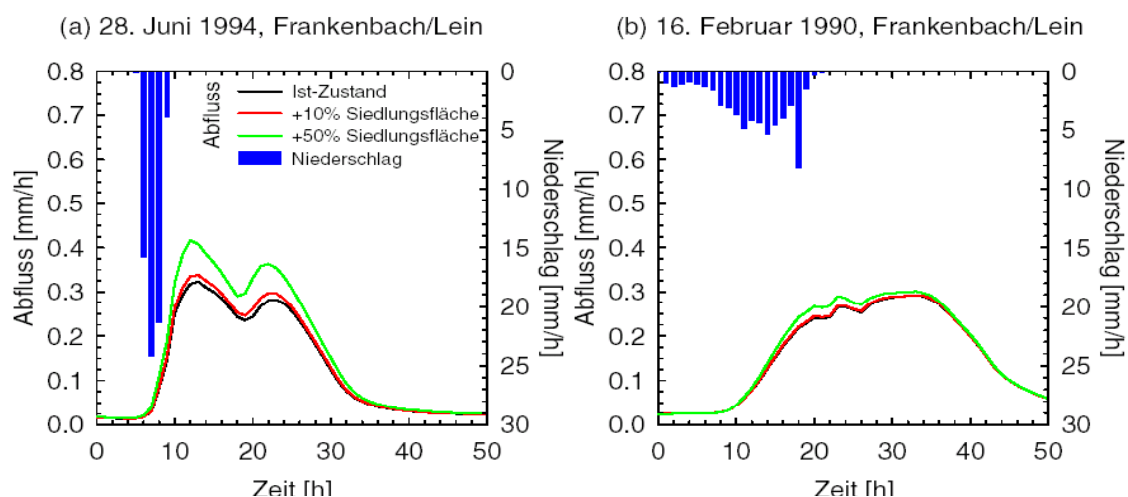 (a) 28. Juni 1994, Frankenbach/Lein
0.8
0.7
0.6
0.5
0.4
0.3
0.2
0.1
0.0
Abfluss [mm/h]
Abfluss
Ist-Zustand
+10% Siedlungsfläche
+50% Siedlungsfläche
Niederschlag
0
5
10
15
20
25
30
Niederschlag [mm/h]
0 10 20 30 40 50
Zeit [h]
(b) 16. Februar 1990, Frankenbach/Lein
0.8
0.7
0.6
0.5
0.4
0.3
0.2
0.1
0.0
Abfluss [mm/h]
0
5
10
15
20
25
30
Niederschlag [mm/h]
0 10 20 30 40 50
Zeit [h]